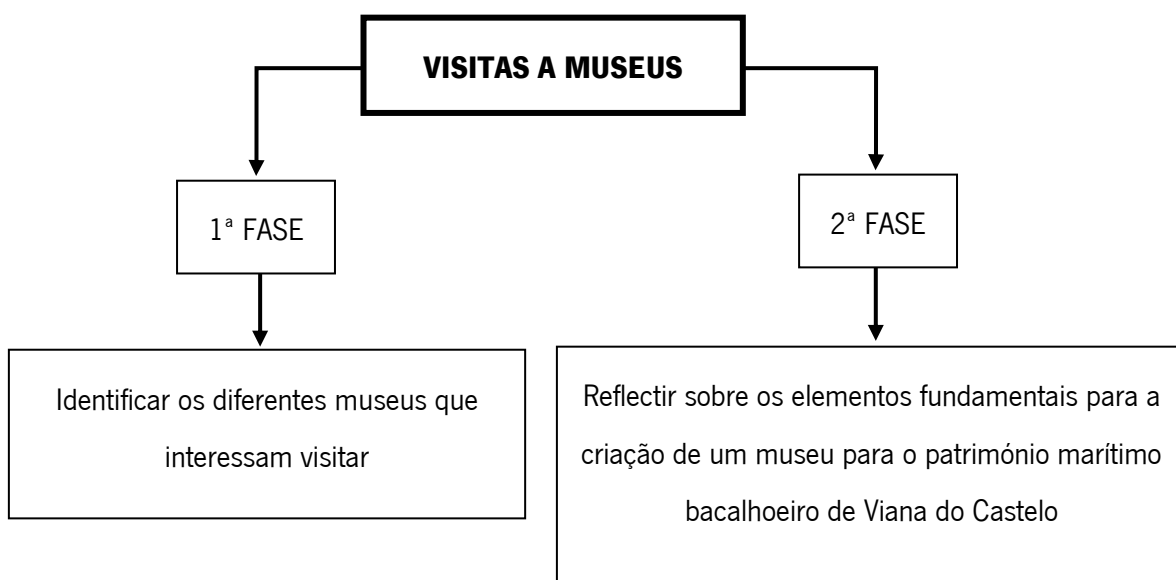 VISITAS A MUSEUS
1ª FASE
2ª FASE
Identificar os diferentes museus que
interessam visitar
Reflectir sobre os elementos fundamentais para a
criação de um museu para o património marítimo
bacalhoeiro de Viana do Castelo